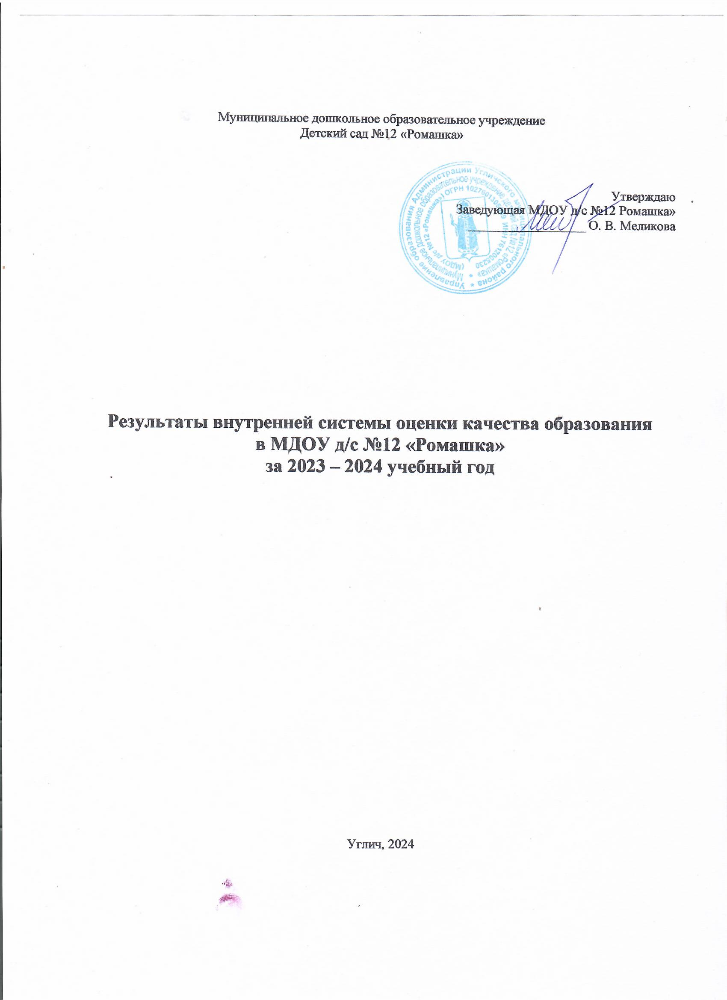 Муниципальное дошкольное образовательное учреждение
Детский сад №12 «Ромашка»
Управление образования Администрации Угличского муниципального района *
Муниципальное дошкольное образовательное учреждение детский сад №12 «Ромашка» *
(МДОУ д/с №12 «Ромашка») ОГРН ИНН 7612005230
Утверждаю
Заведующая МДОУ д/с №12 Ромашка»
О. В. Меликова
Результаты внутренней системы оценки качества образования
в МДОУ д/с №12 «Ромашка»
за 2023 – 2024 учебный год
Углич, 2024